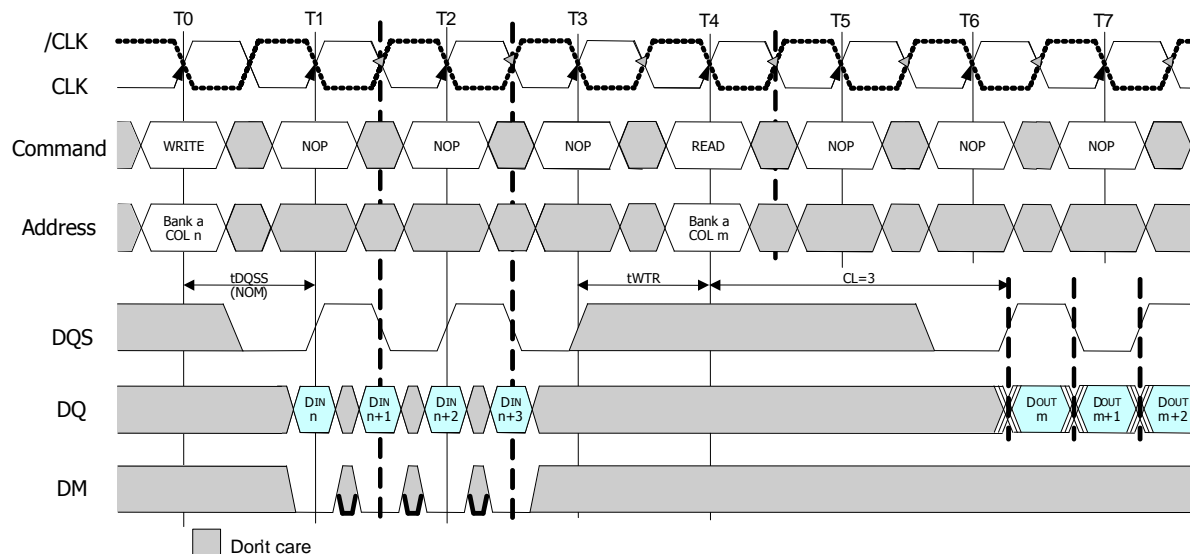 T0 T1 T2 T3 T4 T5 T6 T7
/CLK
CLK
Command WRITE NOP NOP NOP READ NOP NOP NOP
Address Bank a COL n Bank a COL m
tDQSS (NOM) tWTR CL=3
DQS
DQ DIN n DIN n+1 DIN n+2 DIN n+3 DOUT m DOUT m+1 DOUT m+2
DM
Don't care